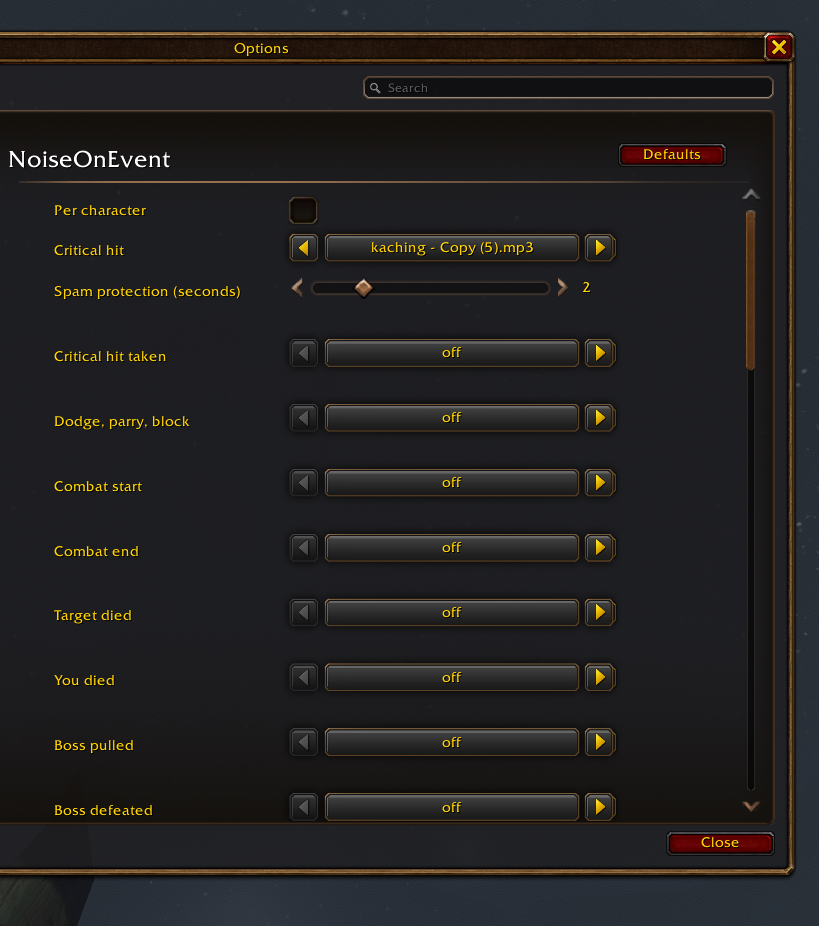 Options
Search
NoiseOnEvent
Defaults
Per character
Critical hit
kaching - Copy (5).mp3
Spam protection (seconds)
2
Critical hit taken
off
Dodge, parry, block
off
Combat start
off
Combat end
off
Target died
off
You died
off
Boss pulled
off
Boss defeated
off
Close